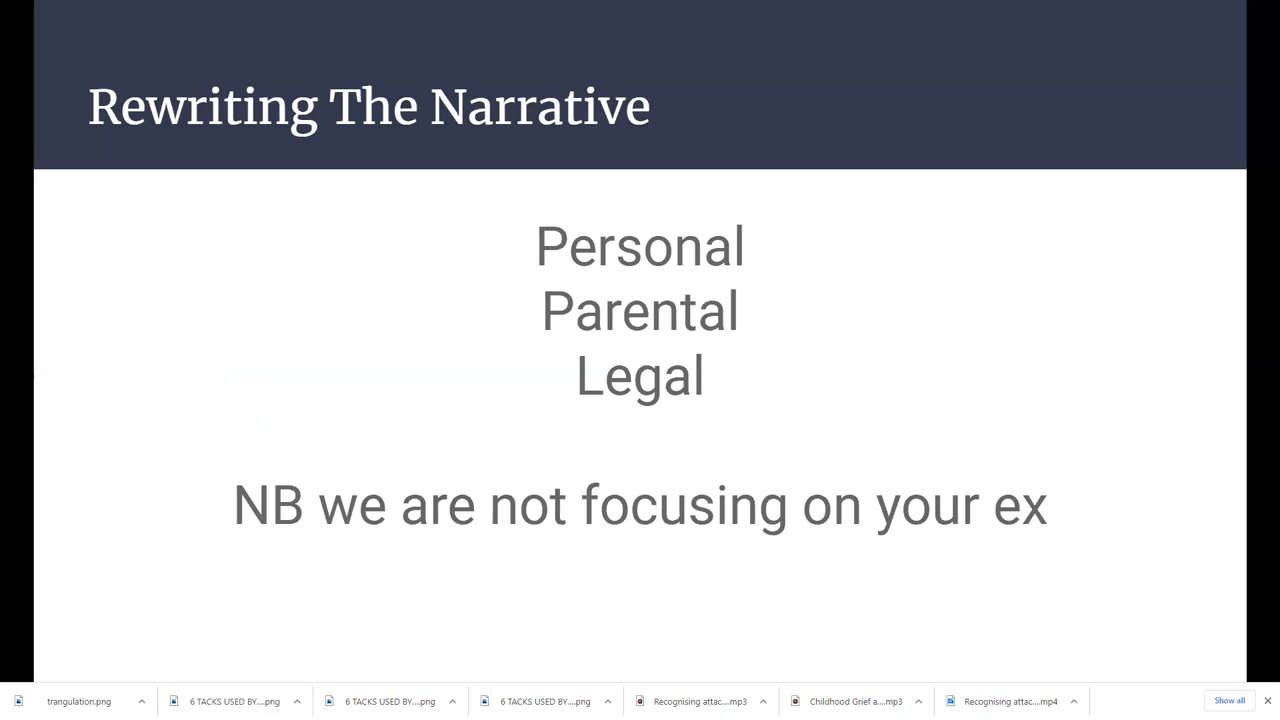 Rewriting The Narrative
Personal
Parental
Legal
NB we are not focusing on your ex
trangulation.png
6 TACKS USED BY....png
6 TACKS USED BY....png
6 TACKS USED BY....png
Recognising attac....mp3
Childhood Grief a....mp3
Recognising attac....mp4
Show all